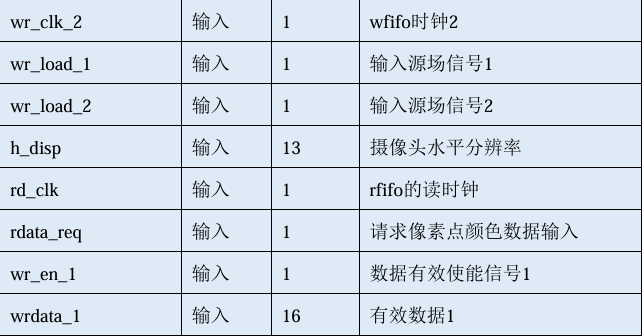 wr_clk_2 输入 1 wfifo时钟2
wr_load_1 输入 1 输入源场信号1
wr_load_2 输入 1 输入源场信号2
h_disp 输入 13 摄像头水平分辨率
rd_clk 输入 1 rfifo的读时钟
rdata_req 输入 1 请求像素点颜色数据输入
wr_en_1 输入 1 数据有效使能信号1
wrdata_1 输入 16 有效数据1